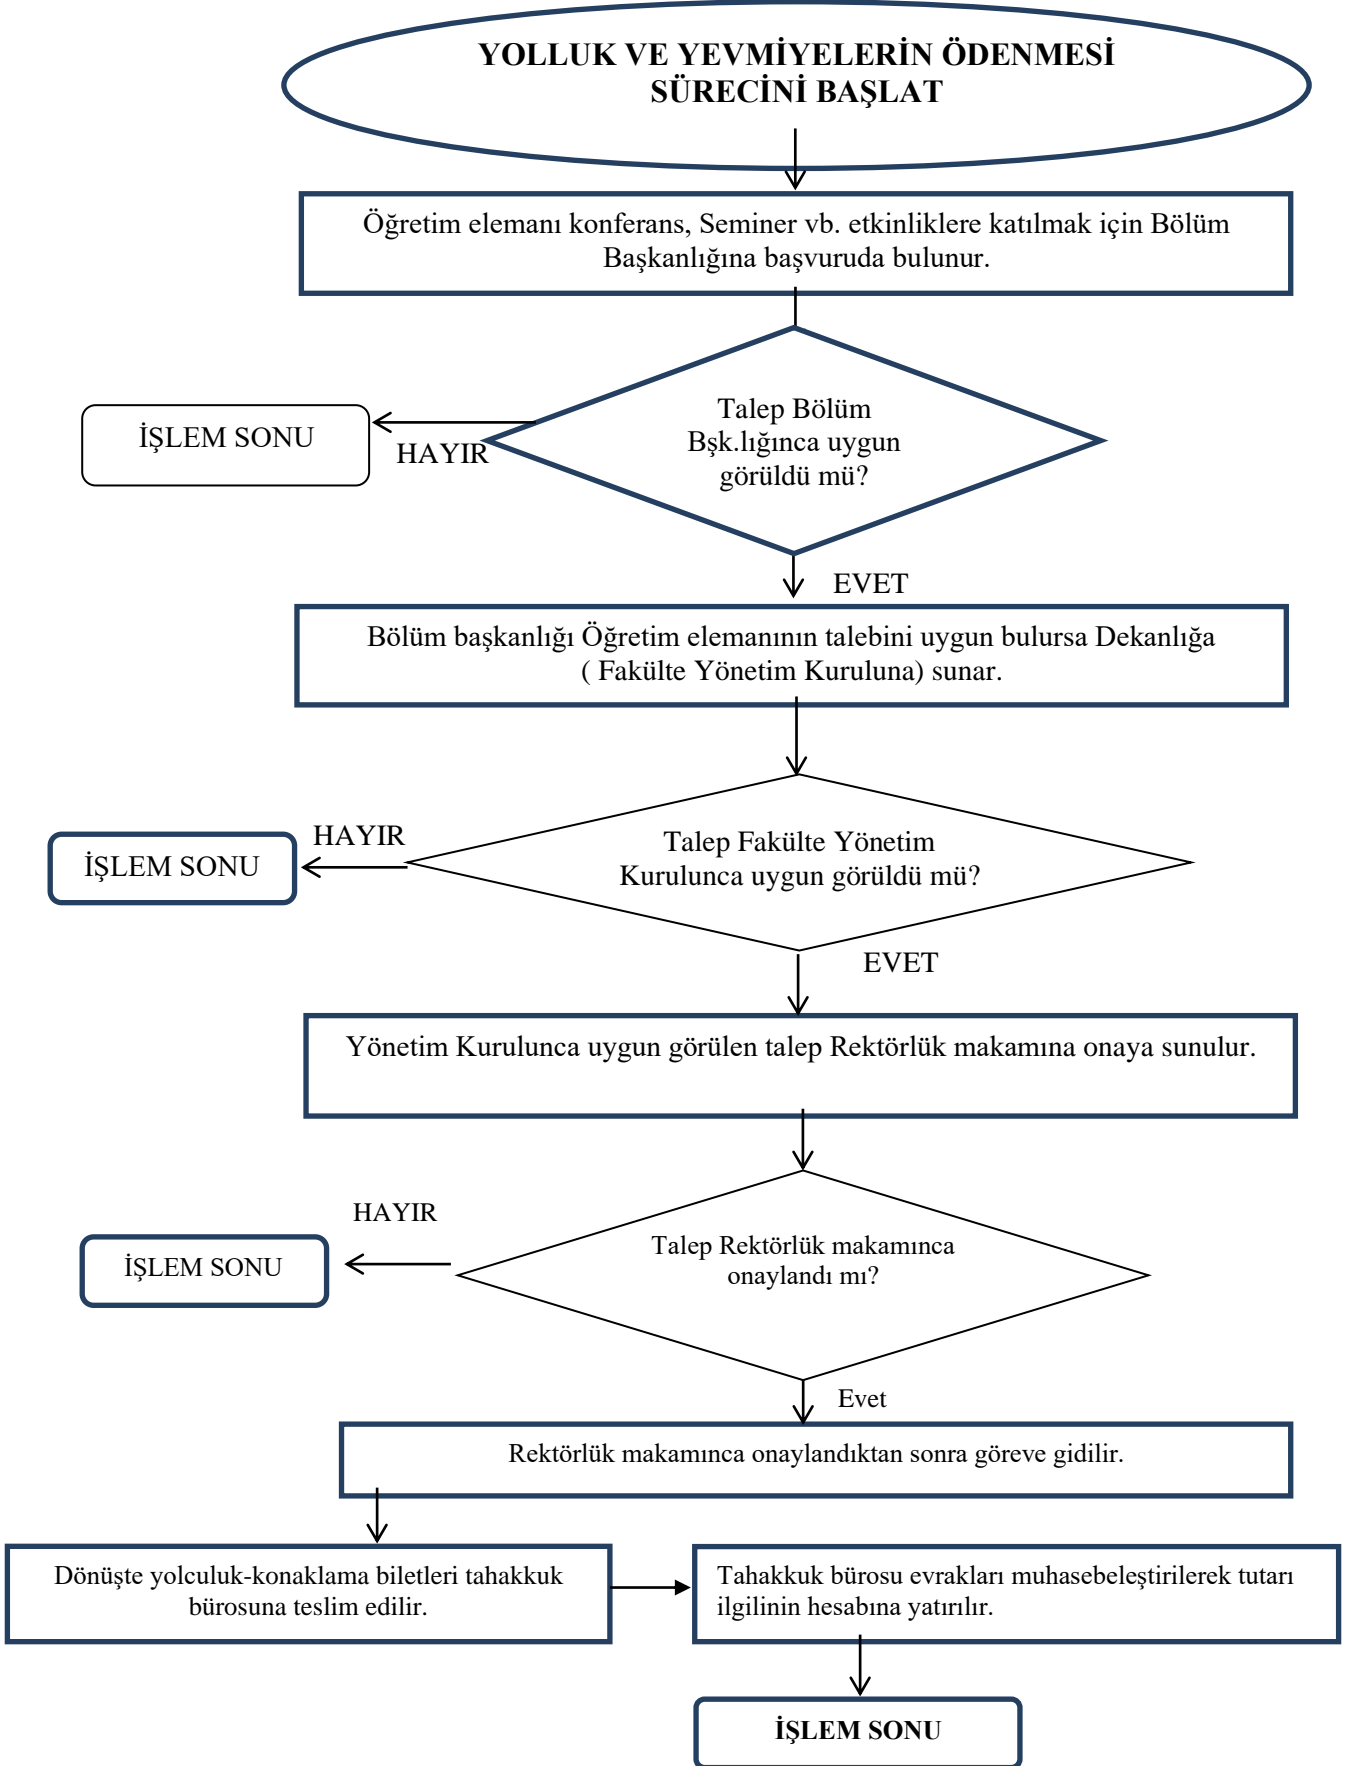 YOLLUK VE YEVMİYELERİN ÖDENMESİ
SÜRECİNİ BAŞLAT
Öğretim elemanı konferans, Seminer vb. etkinliklere katılmak için Bölüm
Başkanlığına başvuruda bulunur.
Talep Bölüm
Bşk.lığınca uygun
görüldü mü?
İŞLEM SONU
HAYIR
EVET
Bölüm başkanlığı Öğretim elemanının talebini uygun bulursa Dekanlığa
( Fakülte Yönetim Kuruluna) sunar.
HAYIR
Talep Fakülte Yönetim
Kurulunca uygun görüldü mü?
İŞLEM SONU
EVET
Yönetim Kurulunca uygun görülen talep Rektörlük makamına onaya sunulur.
HAYIR
Talep Rektörlük makamınca
onaylandı mı?
İŞLEM SONU
Evet
Rektörlük makamınca onaylandıktan sonra göreve gidilir.
Dönüşte yolculuk-konaklama biletleri tahakkuk
bürosuna teslim edilir.
Tahakkuk bürosu evrakları muhasebeleştirilerek tutarı
ilgilinin hesabına yatırılır.
İŞLEM SONU